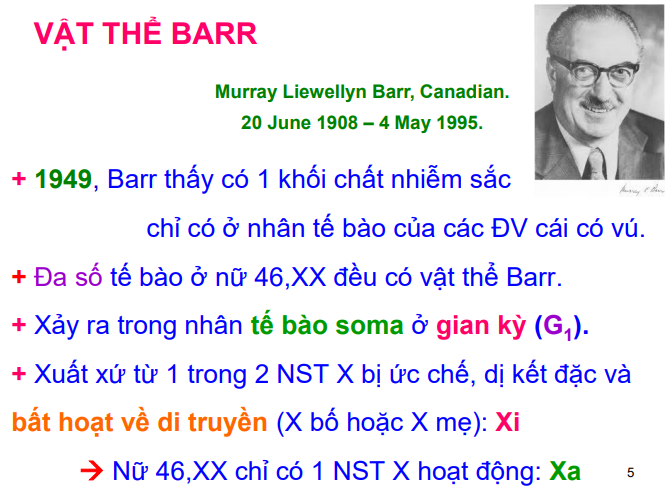 VẬT THỂ BARR
Murray Liewellyn Barr, Canadian.
20 June 1908 – 4 May 1995.
+ 1949, Barr thấy có 1 khối chất nhiễm sắc
chỉ có ở nhân tế bào của các ĐV cái có vú.
+ Đa số tế bào ở nữ 46,XX đều có vật thể Barr.
+ Xảy ra trong nhân tế bào soma ở gian kỳ (G1).
+ Xuất xứ từ 1 trong 2 NST X bị ức chế, dị kết đặc và
bất hoạt về di truyền (X bố hoặc X mẹ): Xi
→ Nữ 46,XX chỉ có 1 NST X hoạt động: Xa
5